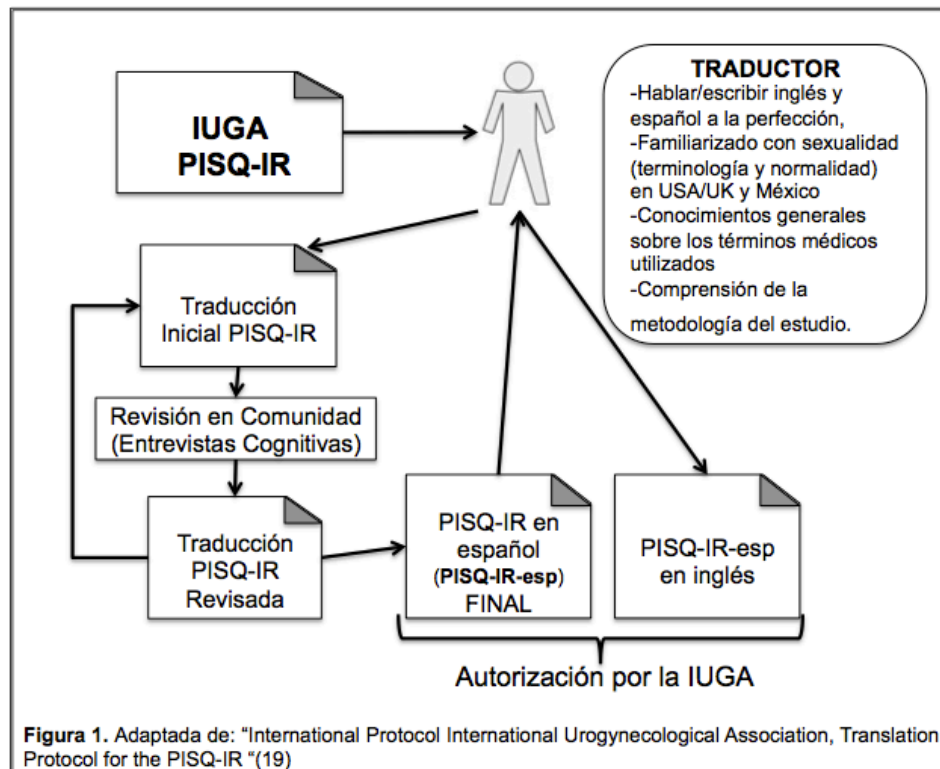 IUGA
PISQ-IR
TRADUCTOR
-Hablar/escribir inglés y
español a la perfección,
-Familiarizado con sexualidad
(terminología y normalidad)
en USA/UK y México
-Conocimientos generales
sobre los términos médicos
utilizados
-Comprensión de la
metodología del estudio.
Traducción
Inicial PISQ-IR
Revisión en Comunidad
(Entrevistas Cognitivas)
Traducción
PISQ-IR
Revisada
PISQ-IR en
español
(PISQ-IR-esp)
FINAL
PISQ-IR-esp
en inglés
Autorización por la IUGA
Figura 1. Adaptada de: “International Protocol International Urogynecological Association, Translation
Protocol for the PISQ-IR “(19)